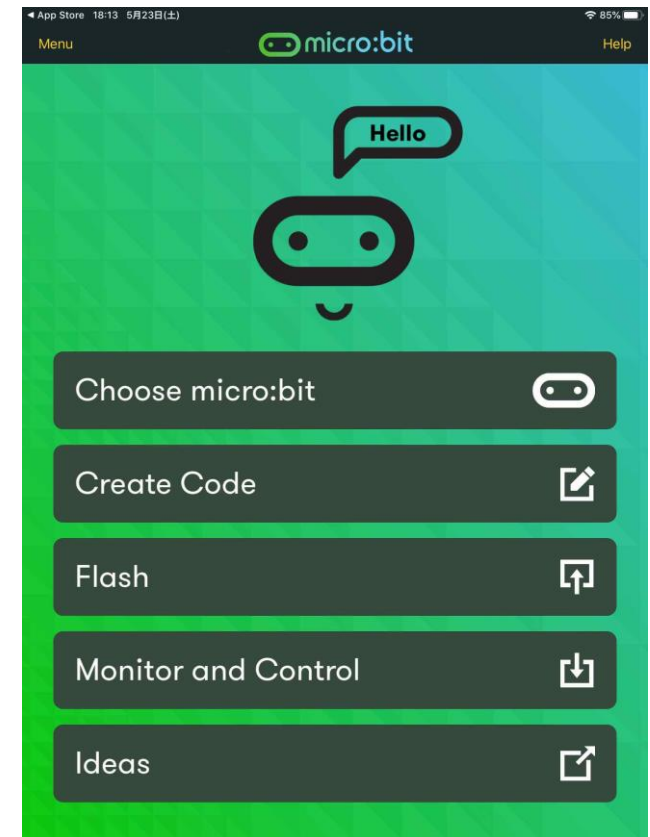 ◀ App Store 18:13 5月23日(土) 85%
Menu micro:bit Help
Hello
Choose micro:bit
Create Code
Flash
Monitor and Control
Ideas